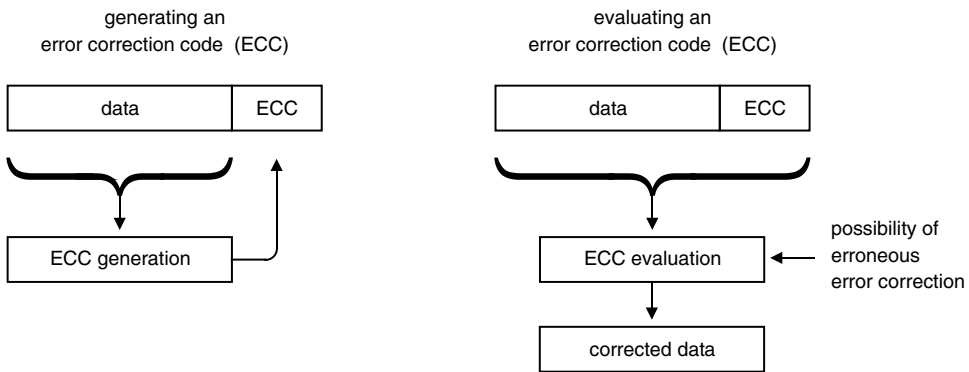 generating an
error correction code (ECC)
data
ECC
ECC generation
evaluating an
error correction code (ECC)
data
ECC
ECC evaluation
possibility of
erroneous
error correction
corrected data